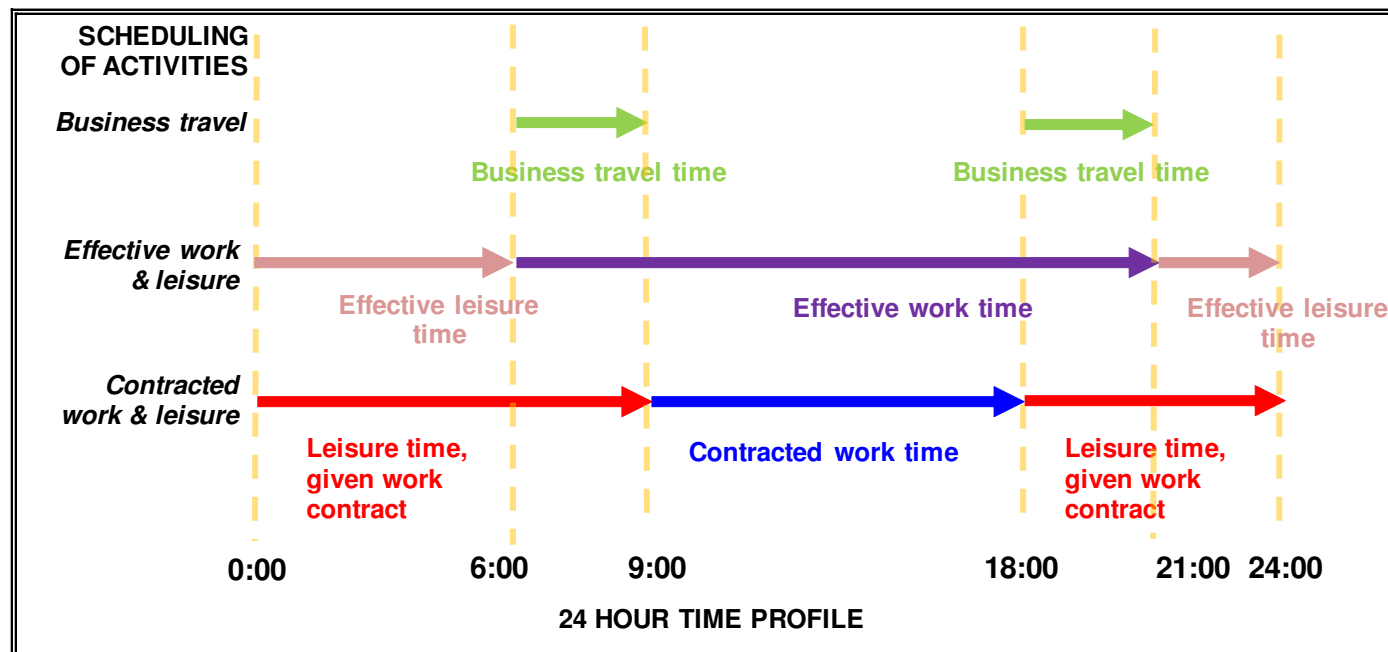 SCHEDULING
OF ACTIVITIES
Business travel
Business travel time
Business travel time
Effective work
& leisure
Effective leisure
time
Effective work time
Effective leisure
time
Contracted
work & leisure
Leisure time,
given work
contract
Contracted work time
Leisure time,
given work
contract
0:00
6:00
9:00
18:00
21:00
24:00
24 HOUR TIME PROFILE